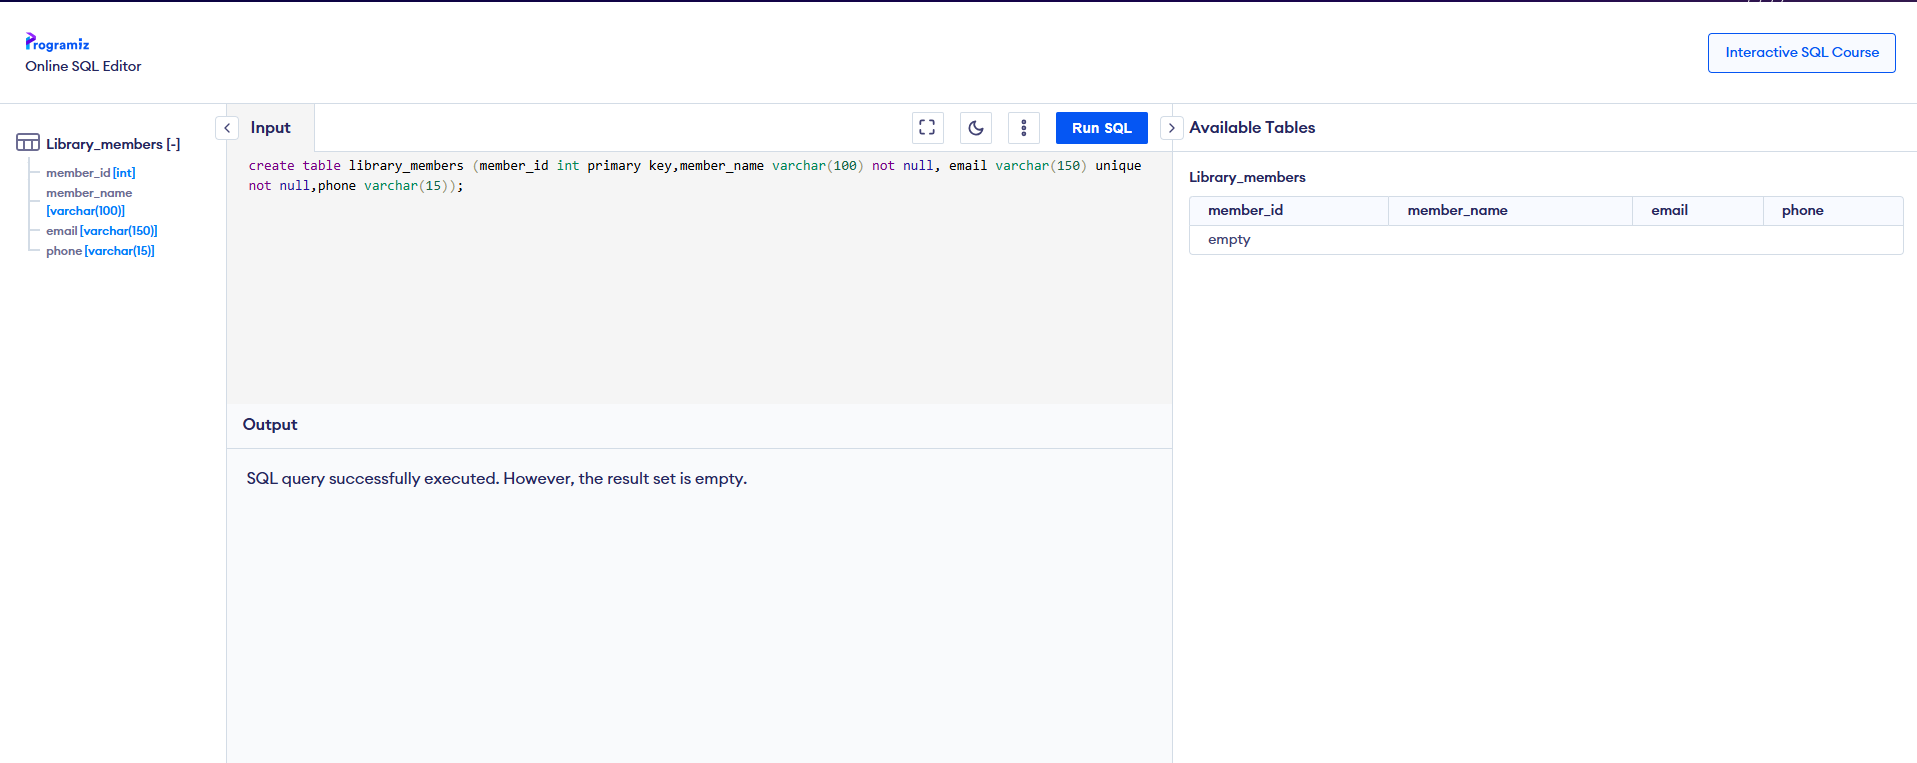 Programiz
Online SQL Editor
Interactive SQL Course
Library_members [-]
member_id [int]
member_name
[varchar(100)]
email [varchar(150)]
phone [varchar(15)]
Input
Run SQL
create table library_members (member_id int primary key,member_name varchar(100) not null, email varchar(150) unique
not null,phone varchar(15));
Output
SQL query successfully executed. However, the result set is empty.
Available Tables
Library_members
member_id member_name email phone
empty